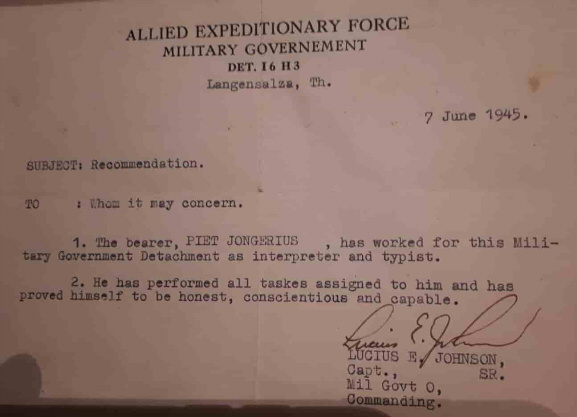 ALLIED EXPEDITIONARY FORCE
MILITARY GOVERNEMENT
DET. I6 H3
Langensalza, Th.
7 June 1945.
SUBJECT: Recommendation.
TO : Whom it may concern.
1. The bearer, PIET JONGERIUS , has worked for this Mili-
tary Government Detachment as interpreter and typist.
2. He has performed all taskes assigned to him and has
proved himself to be honest, conscientious and capable.
Lucius E. Johnson
LUCIUS E, JOHNSON,
Capt., SR.
Mil Govt O,
Commanding.